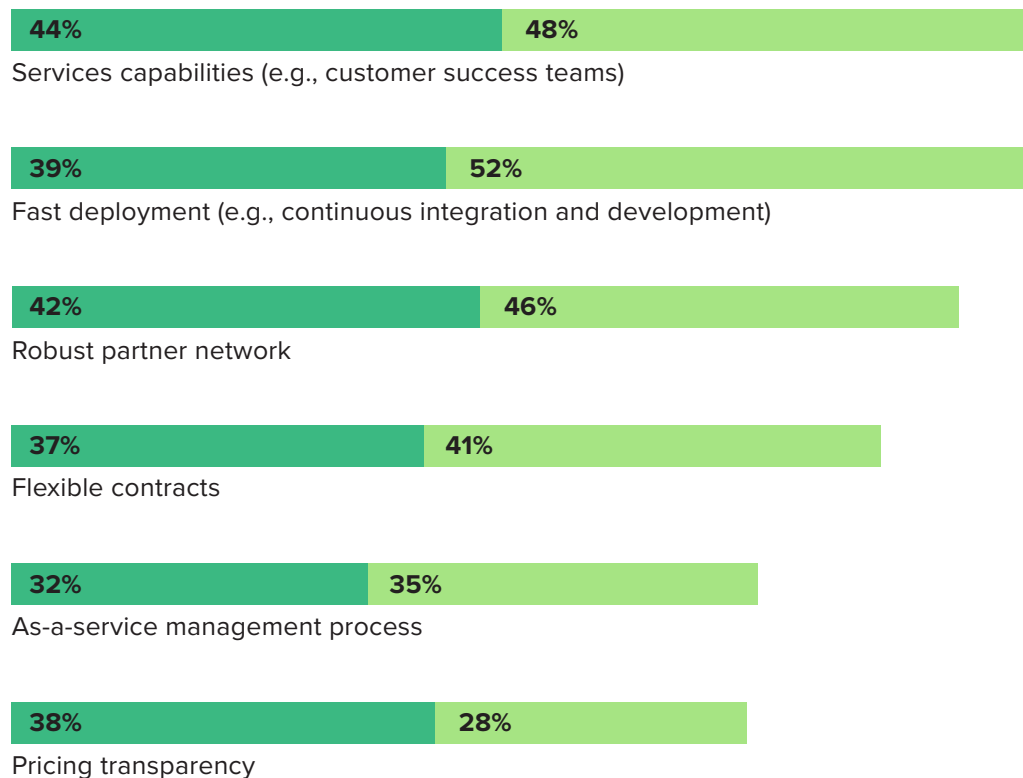 44% 48%
Services capabilities (e.g., customer success teams)
39% 52%
Fast deployment (e.g., continuous integration and development)
42% 46%
Robust partner network
37% 41%
Flexible contracts
32% 35%
As-a-service management process
38% 28%
Pricing transparency